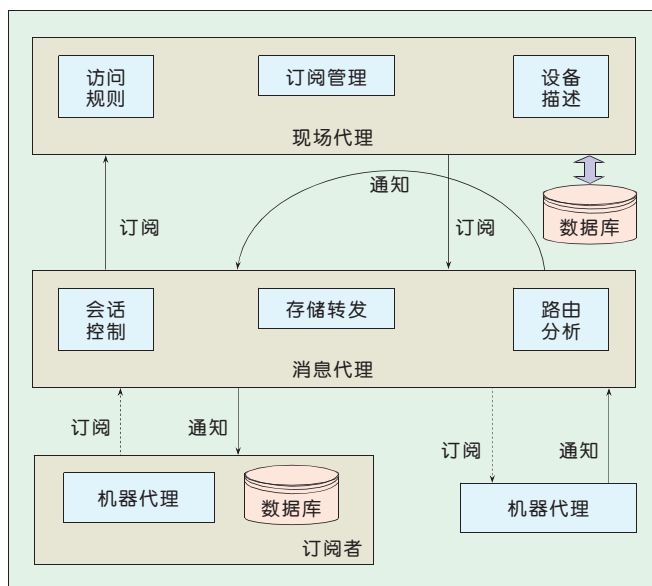 访问
规则
订阅管理
设备
描述
现场代理
通知
订阅
订阅
数据库
会话
控制
存储转发
路由
分析
消息代理
订阅
通知
订阅
通知
机器代理
数据库
订阅者
机器代理